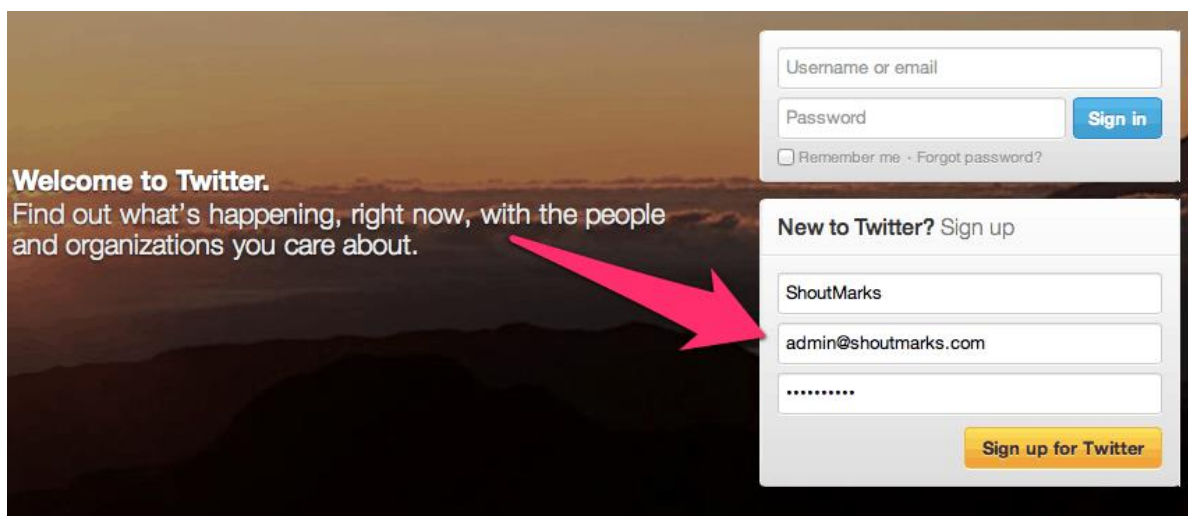 Welcome to Twitter.
Find out what's happening, right now, with the people
and organizations you care about.
Username or email
Password
Sign in
Remember me · Forgot password?
New to Twitter? Sign up
ShoutMarks
admin@shoutmarks.com
••••••••••
Sign up for Twitter